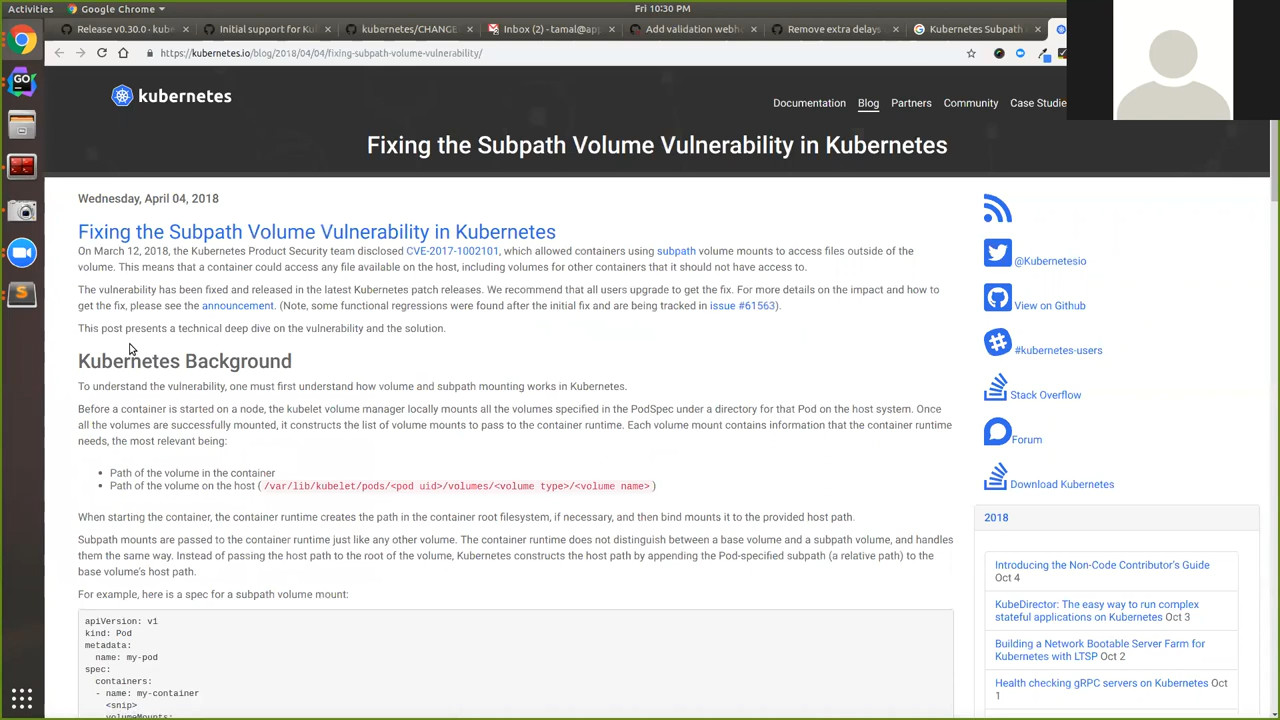 Activities
Google Chrome
Fri 10:30 PM
Release v0.30.0 · kube
Initial support for Ku
kubernetes/CHANGE
Inbox (2) - tamal@app
Add validation webho
Remove extra delays
Kubernetes Subpath
https://kubernetes.io/blog/2018/04/04/fixing-subpath-volume-vulnerability/
kubernetes
Documentation
Blog
Partners
Community
Case Studie
Fixing the Subpath Volume Vulnerability in Kubernetes
Wednesday, April 04, 2018
Fixing the Subpath Volume Vulnerability in Kubernetes
On March 12, 2018, the Kubernetes Product Security team disclosed CVE-2017-1002101, which allowed containers using subpath volume mounts to access files outside of the
volume. This means that a container could access any file available on the host, including volumes for other containers that it should not have access to.
The vulnerability has been fixed and released in the latest Kubernetes patch releases. We recommend that all users upgrade to get the fix. For more details on the impact and how to
get the fix, please see the announcement. (Note, some functional regressions were found after the initial fix and are being tracked in issue #61563).
This post presents a technical deep dive on the vulnerability and the solution.
Kubernetes Background
To understand the vulnerability, one must first understand how volume and subpath mounting works in Kubernetes.
Before a container is started on a node, the kubelet volume manager locally mounts all the volumes specified in the PodSpec under a directory for that Pod on the host system. Once
all the volumes are successfully mounted, it constructs the list of volume mounts to pass to the container runtime. Each volume mount contains information that the container runtime
needs, the most relevant being:
• Path of the volume in the container
• Path of the volume on the host (/var/lib/kubelet/pods/<pod uid>/volumes/<volume type>/<volume name>)
When starting the container, the container runtime creates the path in the container root filesystem, if necessary, and then bind mounts it to the provided host path.
Subpath mounts are passed to the container runtime just like any other volume. The container runtime does not distinguish between a base volume and a subpath volume, and handles
them the same way. Instead of passing the host path to the root of the volume, Kubernetes constructs the host path by appending the Pod-specified subpath (a relative path) to the
base volume's host path.
For example, here is a spec for a subpath volume mount:
apiVersion: v1
kind: Pod
metadata:
name: my-pod
spec:
containers:
- name: my-container
<snip>
volumeMounts:
@Kubernetesio
View on Github
#kubernetes-users
Stack Overflow
Forum
Download Kubernetes
2018
Introducing the Non-Code Contributor's Guide
Oct 4
KubeDirector: The easy way to run complex
stateful applications on Kubernetes Oct 3
Building a Network Bootable Server Farm for
Kubernetes with LTSP Oct 2
Health checking gRPC servers on Kubernetes Oct
1